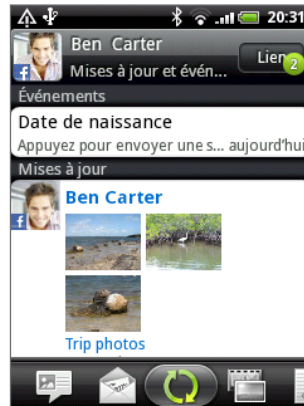 20:31
Ben Carter
Mises à jour et évén...
Lien
2
Événements
Date de naissance
Appuyez pour envoyer une s... aujourd'hui
Mises à jour
Ben Carter
Trip photos